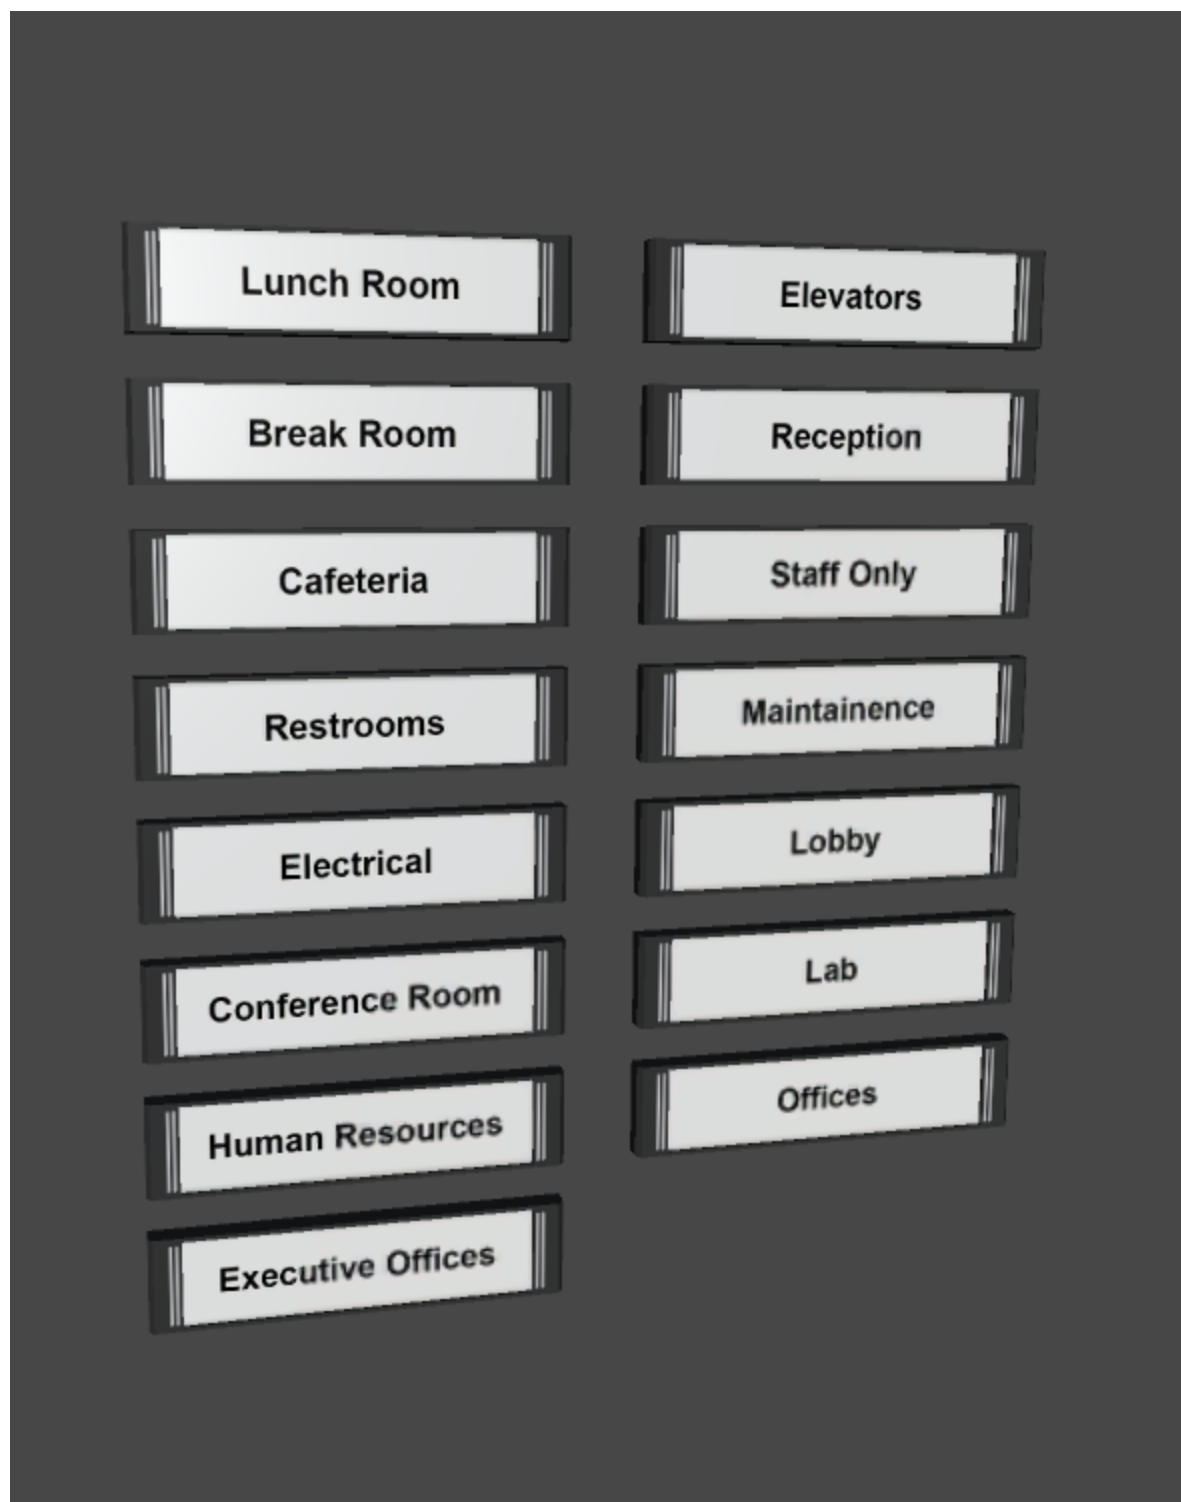 Lunch Room
Break Room
Cafeteria
Restrooms
Electrical
Conference Room
Human Resources
Executive Offices
Elevators
Reception
Staff Only
Maintainence
Lobby
Lab
Offices